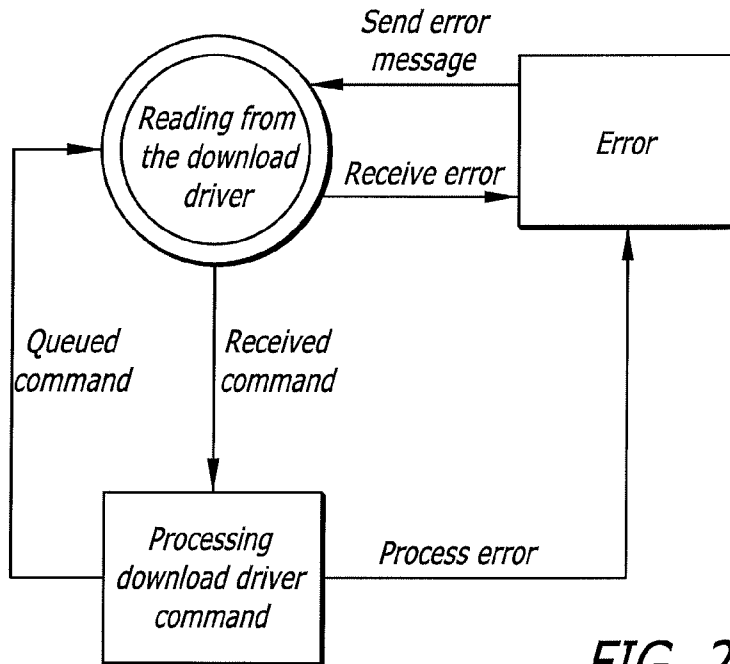 Send error
message
Reading from
the download
driver
Error
Receive error
Queued
command
Received
command
Processing
download driver
command
Process error
FIG. 2